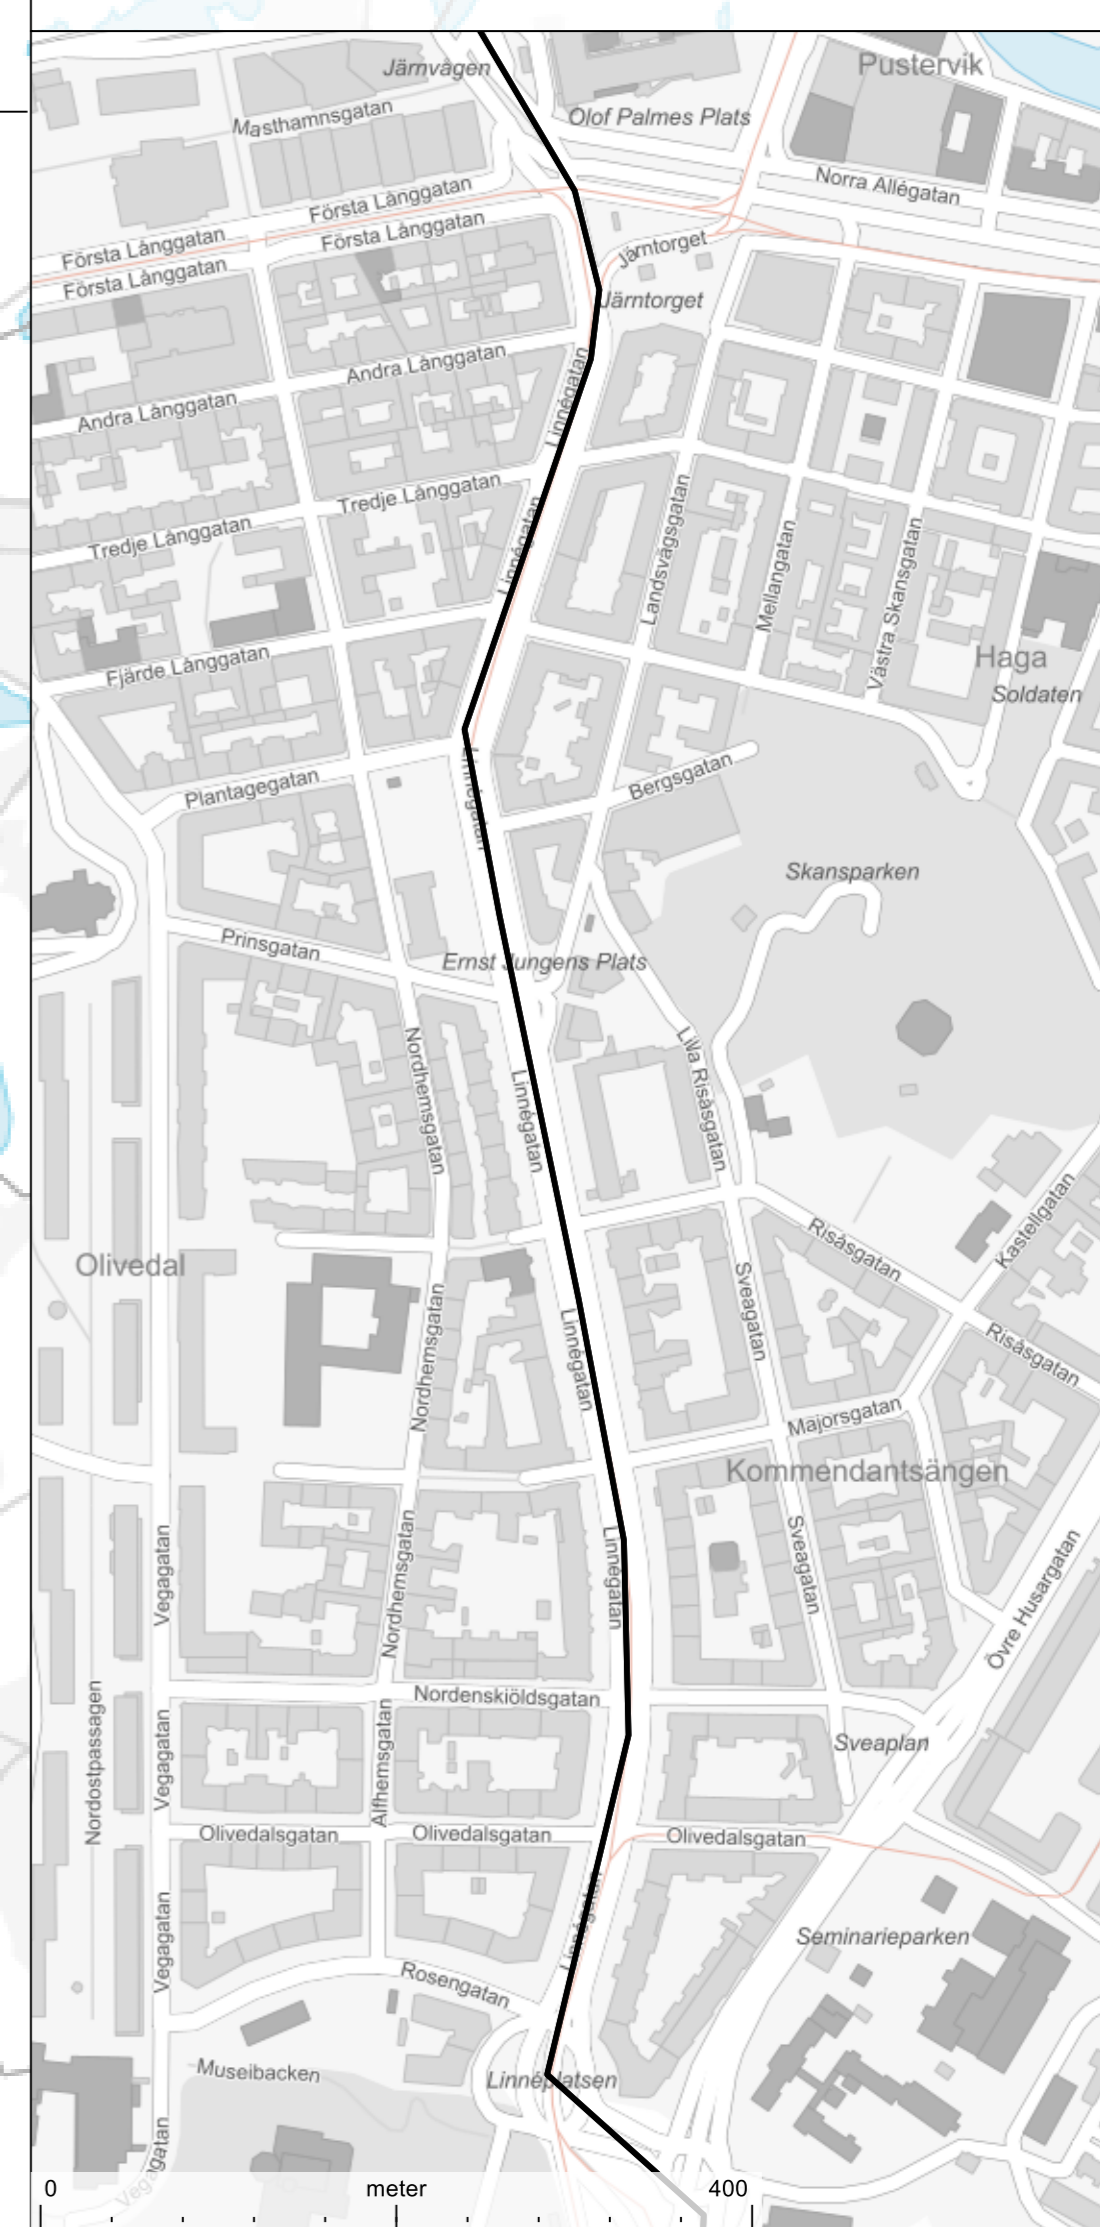 Järnvågen
Pustervik
Masthamnsgatan
Olof Palmes Plats
Norra Allégatan
Första Långgatan
Första Långgatan
Första Långgatan
Första Långgatan
Järntorget
Järntorget
Andra Långgatan
Andra Långgatan
Linnégatan
Tredje Långgatan
Tredje Långgatan
Linnégatan
Landsvägsgatan
Mellangatan
Västra Skansgatan
Haga
Soldaten
Fjärde Långgatan
Plantagegatan
Linnégatan
Bergsgatan
Skansparken
Prinsgatan
Ernst Jungens Plats
Nordhemsgatan
Linnégatan
Lilla Risåsgatan
Risåsgatan
Kastellgatan
Olivedal
Nordhemsgatan
Linnégatan
Sveagatan
Risåsgatan
Majorsgatan
Kommendantsängen
Vegagatan
Nordhemsgatan
Linnégatan
Sveagatan
Övre Husargatan
Nordostpassagen
Nordenskiöldsgatan
Vegagatan
Alfhemsgatan
Sveaplan
Olivedalsgatan
Olivedalsgatan
Olivedalsgatan
Vegagatan
Linnégatan
Seminarieparken
Rosengatan
Museibacken
Linnéplatsen
Vegagatan
0 meter 400